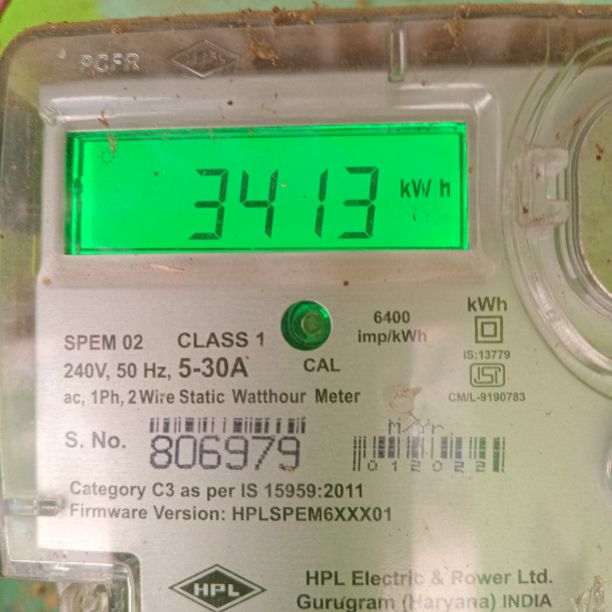 PCFR HPL
3413 kWh
SPEM 02 CLASS 1
6400
imp/kWh
kWh
IS:13779
ISI
CM/L-9190783
240V, 50 Hz, 5-30A
CAL
ac, 1Ph, 2 Wire Static Watthour Meter
S. No. 806979
M/Yr
012022
Category C3 as per IS 15959:2011
Firmware Version: HPLSPEM6XXX01
HPL
HPL Electric & Power Ltd.
Gurugram (Haryana) INDIA